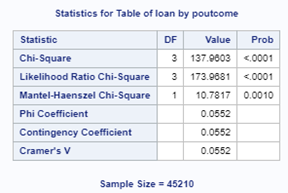 Statistics for Table of loan by poutcome
Statistic DF Value Prob
Chi-Square 3 137.9603 <.0001
Likelihood Ratio Chi-Square 3 173.9681 <.0001
Mantel-Haenszel Chi-Square 1 10.7817 0.0010
Phi Coefficient 0.0552
Contingency Coefficient 0.0552
Cramer's V 0.0552
Sample Size = 45210